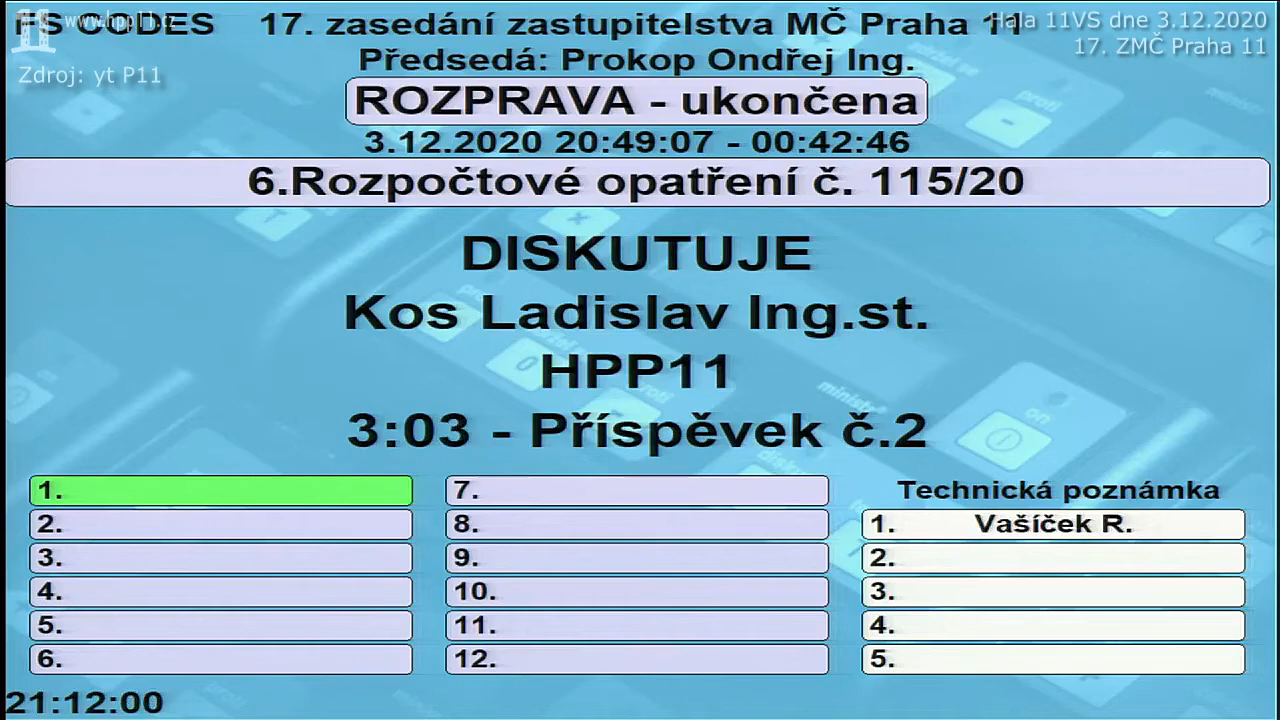 www.hpp11.cz
CODES 17. zasedání zastupitelstva MČ Praha 11
Hala 11VS dne 3.12.2020
17. ZMČ Praha 11
Předsedá: Prokop Ondřej Ing.
Zdroj: yt P11
ROZPRAVA - ukončena
3.12.2020 20:49:07 - 00:42:46
6.Rozpočtové opatření č. 115/20
DISKUTUJE
Kos Ladislav Ing.st.
HPP11
3:03 - Příspěvek č.2
1.
2.
3.
4.
5.
6.
7.
8.
9.
10.
11.
12.
Technická poznámka
1. Vašíček R.
2.
3.
4.
5.
21:12:00